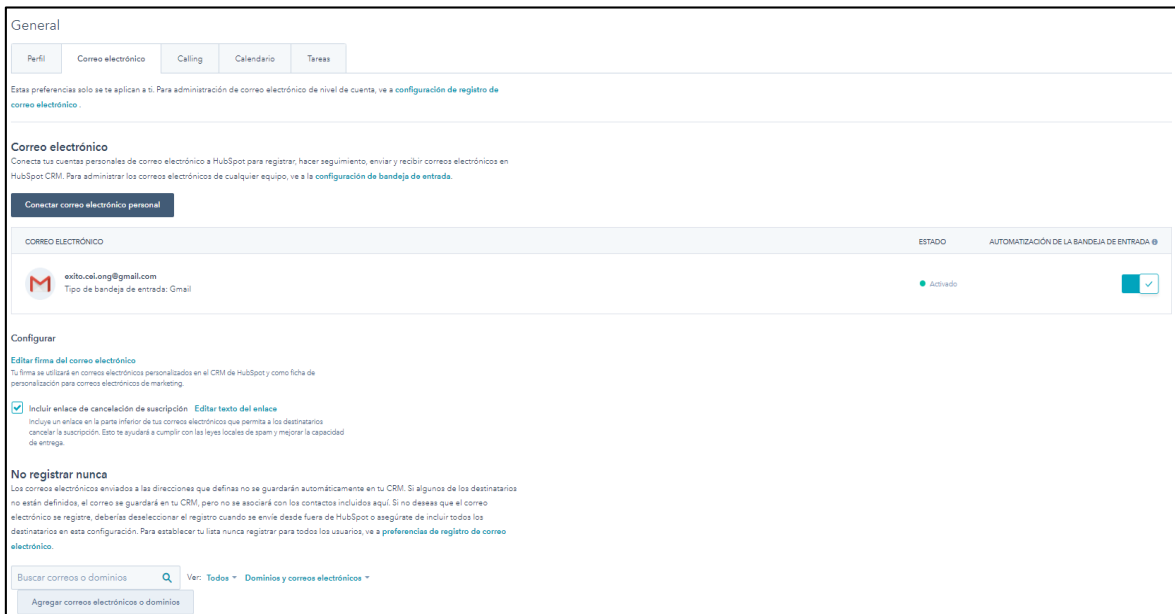 General
Perfil Correo electrónico Calling Calendario Tareas
Estas preferencias solo se te aplican a ti. Para administración de correo electrónico de nivel de cuenta, ve a configuración de registro de
correo electrónico .
Correo electrónico
Conecta tus cuentas personales de correo electrónico a HubSpot para registrar, hacer seguimiento, enviar y recibir correos electrónicos en
HubSpot CRM. Para administrar los correos electrónicos de cualquier equipo, ve a la configuración de bandeja de entrada.
Conectar correo electrónico personal
CORREO ELECTRÓNICO ESTADO AUTOMATIZACIÓN DE LA BANDEJA DE ENTRADA
exito.cei.ong@gmail.com
Tipo de bandeja de entrada: Gmail
Activado
Configurar
Editar firma del correo electrónico
Tu firma se utilizará en correos electrónicos personalizados en el CRM de HubSpot y como ficha de
personalización para correos electrónicos de marketing.
Incluir enlace de cancelación de suscripción Editar texto del enlace
Incluye un enlace en la parte inferior de tus correos electrónicos que permita a los destinatarios
cancelar la suscripción. Esto te ayudará a cumplir con las leyes locales de spam y mejorar la capacidad
de entrega.
No registrar nunca
Los correos electrónicos enviados a las direcciones que definas no se guardarán automáticamente en tu CRM. Si algunos de los destinatarios
no están definidos, el correo se guardará en tu CRM, pero no se asociará con los contactos incluidos aquí. Si no deseas que el correo
electrónico se registre, deberías deseleccionar el registro cuando se envíe desde fuera de HubSpot o asegúrate de incluir todos los
destinatarios en esta configuración. Para establecer tu lista nunca registrar para todos los usuarios, ve a preferencias de registro de correo
electrónico.
Buscar correos o dominios Ver: Todos Dominios y correos electrónicos
Agregar correos electrónicos o dominios